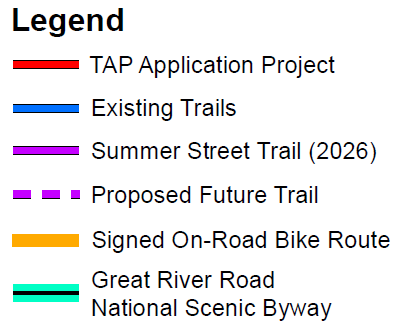 Legend
TAP Application Project
Existing Trails
Summer Street Trail (2026)
Proposed Future Trail
Signed On-Road Bike Route
Great River Road
National Scenic Byway